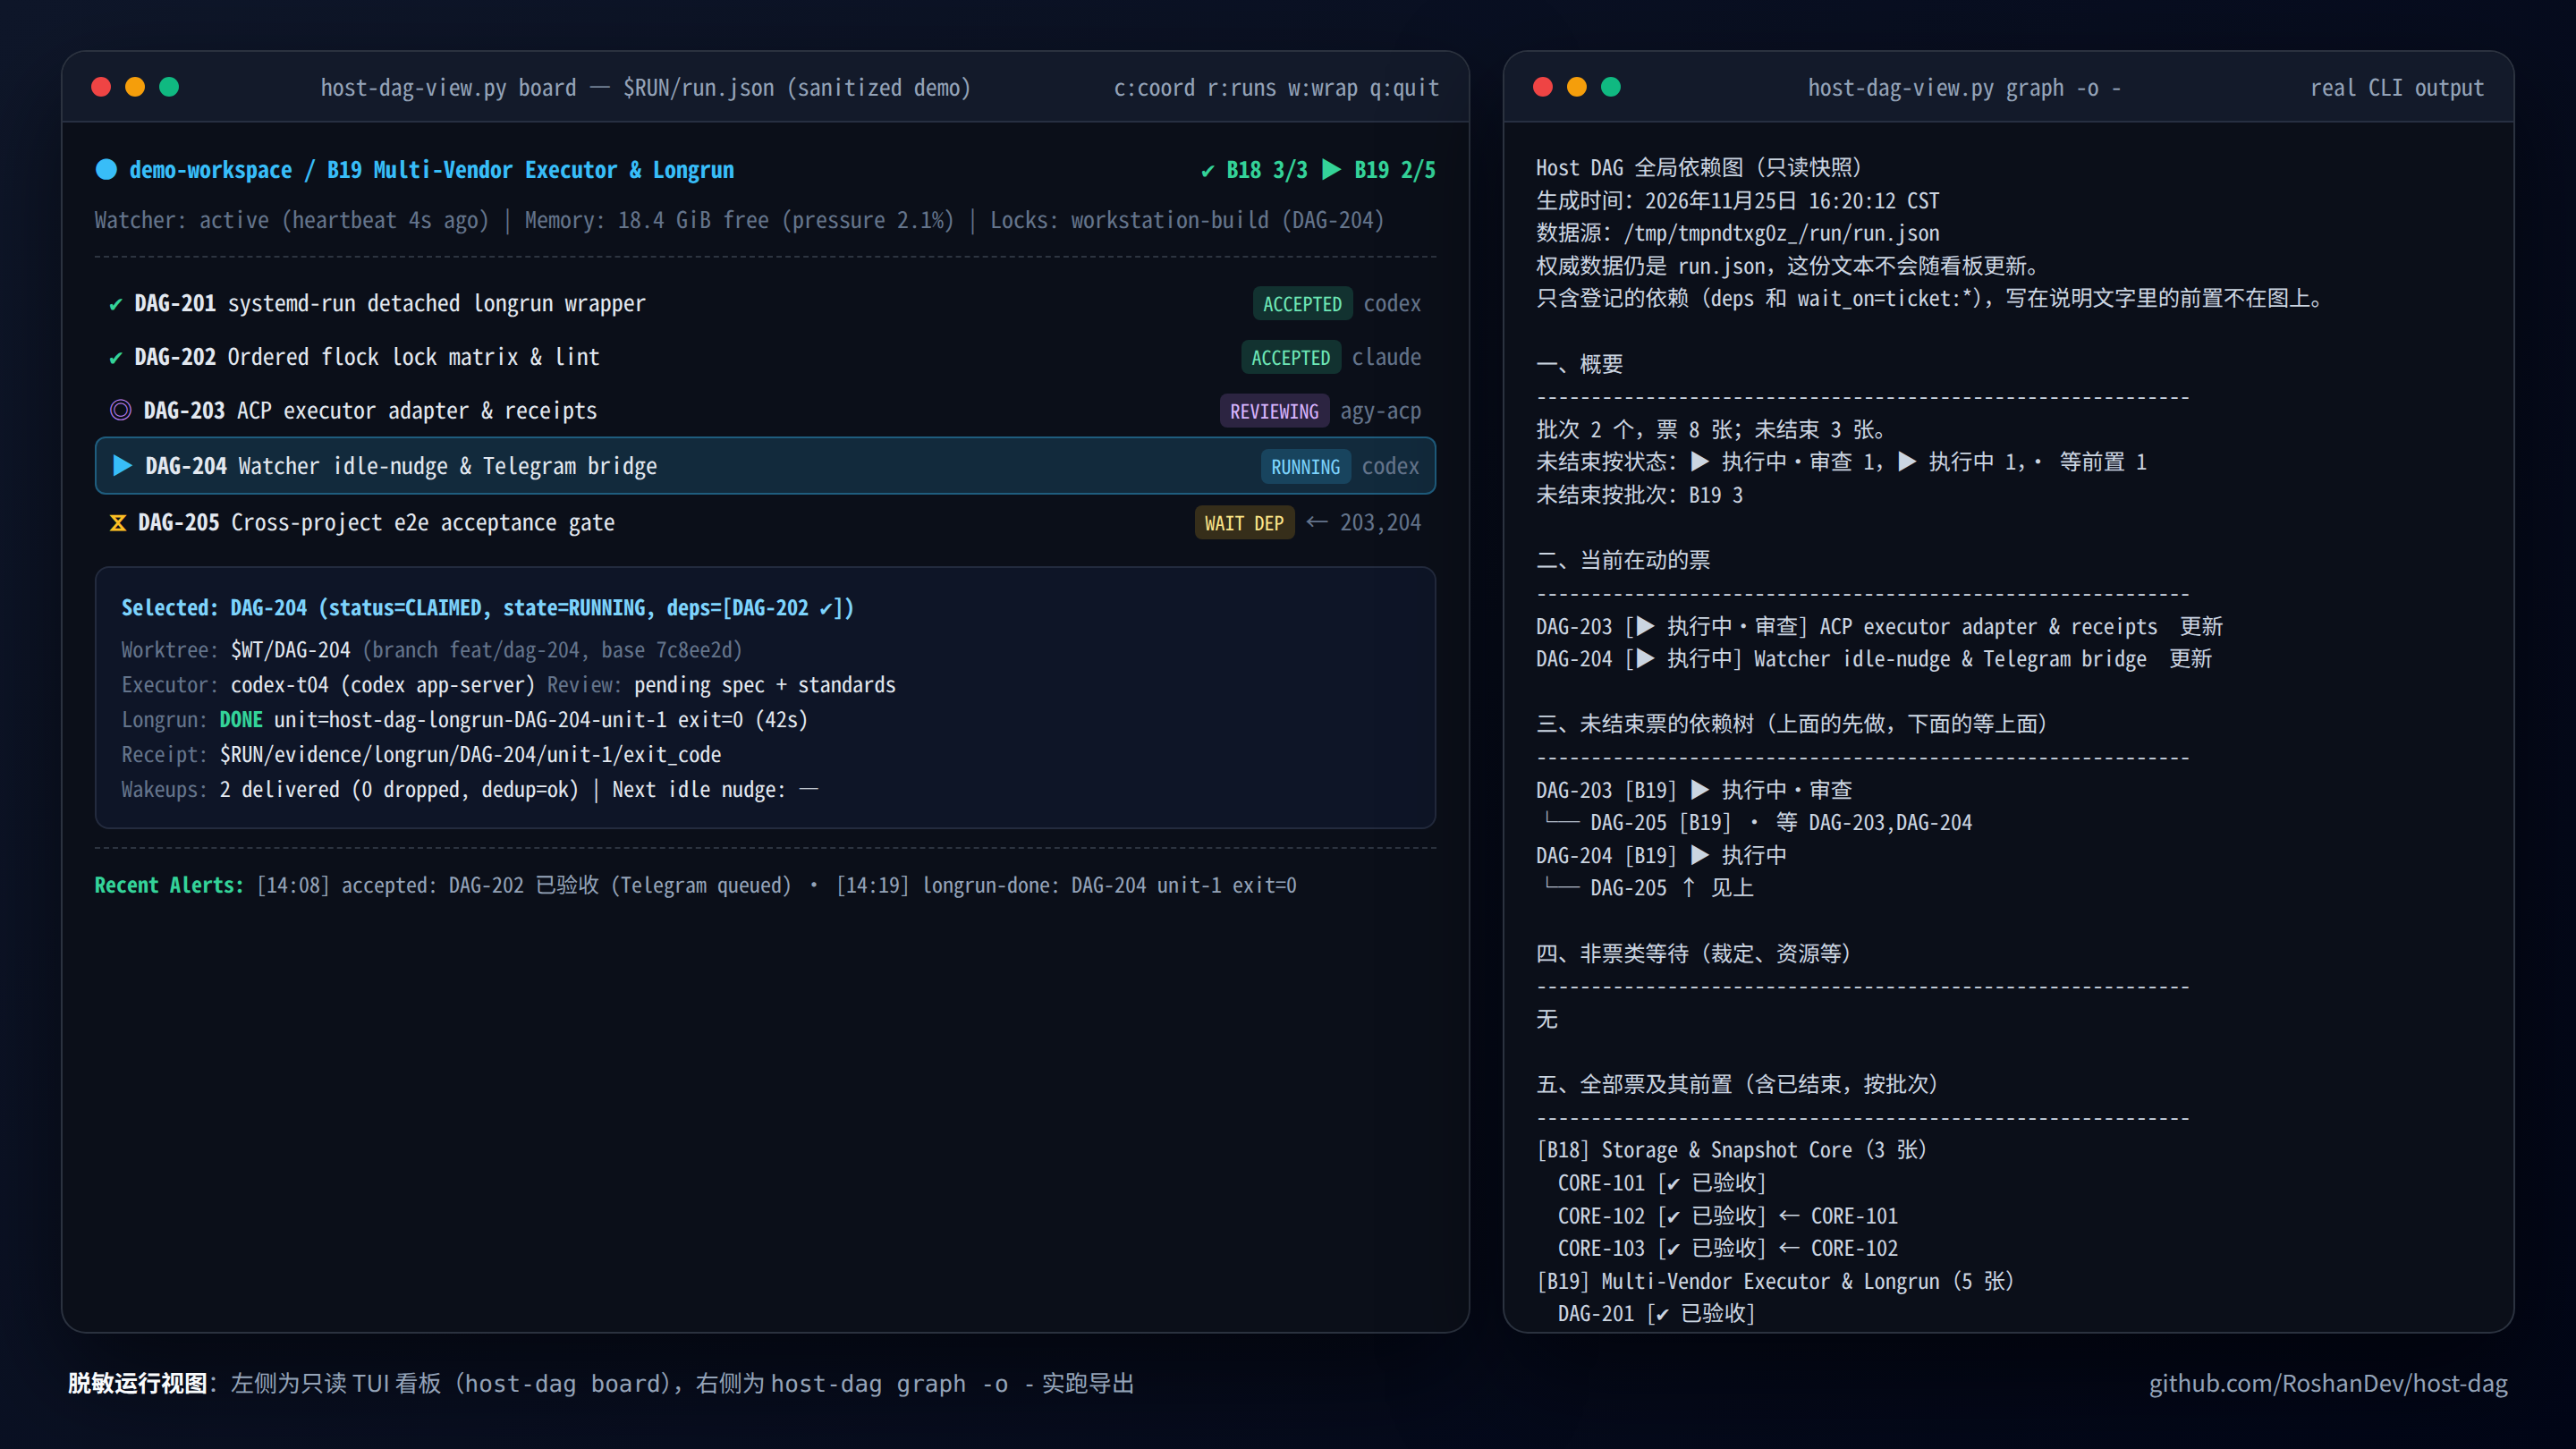 host-dag-view.py board — $RUN/run.json (sanitized demo) c:coord r:runs w:wrap q:quit
● demo-workspace / B19 Multi-Vendor Executor & Longrun ✔ B18 3/3 ▶ B19 2/5
Watcher: active (heartbeat 4s ago) | Memory: 18.4 GiB free (pressure 2.1%) | Locks: workstation-build (DAG-204)
✔ DAG-201 systemd-run detached longrun wrapper ACCEPTED codex
✔ DAG-202 Ordered flock lock matrix & lint ACCEPTED claude
◎ DAG-203 ACP executor adapter & receipts REVIEWING agy-acp
▶ DAG-204 Watcher idle-nudge & Telegram bridge RUNNING codex
⧖ DAG-205 Cross-project e2e acceptance gate WAIT DEP ← 203,204
Selected: DAG-204 (status=CLAIMED, state=RUNNING, deps=[DAG-202 ✔])
Worktree: $WT/DAG-204 (branch feat/dag-204, base 7c8ee2d)
Executor: codex-t04 (codex app-server) Review: pending spec + standards
Longrun: DONE unit=host-dag-longrun-DAG-204-unit-1 exit=0 (42s)
Receipt: $RUN/evidence/longrun/DAG-204/unit-1/exit_code
Wakeups: 2 delivered (0 dropped, dedup=ok) | Next idle nudge: —
Recent Alerts: [14:08] accepted: DAG-202 已验收 (Telegram queued) • [14:19] longrun-done: DAG-204 unit-1 exit=0
host-dag-view.py graph -o - real CLI output
Host DAG 全局依赖图（只读快照）
生成时间：2026年11月25日 16:20:12 CST
数据源：/tmp/tmpndtxg0z_/run/run.json
权威数据仍是 run.json，这份文本不会随看板更新。
只含登记的依赖（deps 和 wait_on=ticket:*），写在说明文字里的前置不在图上。
一、概要
------------------------------------------------------------
批次 2 个，票 8 张；未结束 3 张。
未结束按状态：▶ 执行中·审查 1，▶ 执行中 1，· 等前置 1
未结束按批次：B19 3
二、当前在动的票
------------------------------------------------------------
DAG-203 [▶ 执行中·审查] ACP executor adapter & receipts 更新
DAG-204 [▶ 执行中] Watcher idle-nudge & Telegram bridge 更新
三、未结束票的依赖树（上面的先做，下面的等上面）
------------------------------------------------------------
DAG-203 [B19] ▶ 执行中·审查
└── DAG-205 [B19] · 等 DAG-203,DAG-204
DAG-204 [B19] ▶ 执行中
└── DAG-205 ↑ 见上
四、非票类等待（裁定、资源等）
------------------------------------------------------------
无
五、全部票及其前置（含已结束，按批次）
------------------------------------------------------------
[B18] Storage & Snapshot Core（3 张）
CORE-101 [✔ 已验收]
CORE-102 [✔ 已验收] ← CORE-101
CORE-103 [✔ 已验收] ← CORE-102
[B19] Multi-Vendor Executor & Longrun（5 张）
DAG-201 [✔ 已验收]
脱敏运行视图：左侧为只读 TUI 看板（host-dag board），右侧为 host-dag graph -o - 实跑导出
github.com/RoshanDev/host-dag